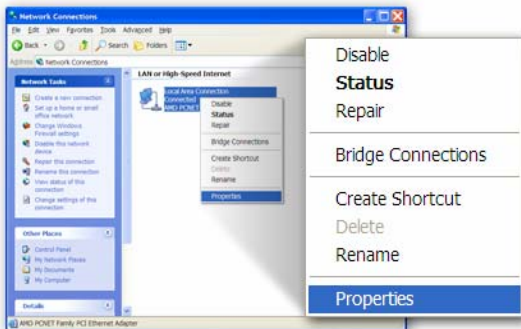 Network Connections
File Edit View Favorites Tools Advanced Help
Back Search Folders
Address Network Connections
Network Tasks
Create a new connection
Set up a home or small
office network
Change Windows
Firewall settings
Disable this network
device
Repair this connection
Rename this connection
View status of this
connection
Change settings of this
connection
Other Places
Control Panel
My Network Places
My Documents
My Computer
Details
LAN or High-Speed Internet
Local Area Connection
Connected
AMD PCNET
Disable
Status
Repair
Bridge Connections
Create Shortcut
Delete
Rename
Properties
AMD PCNET Family PCI Ethernet Adapter
Disable
Status
Repair
Bridge Connections
Create Shortcut
Delete
Rename
Properties